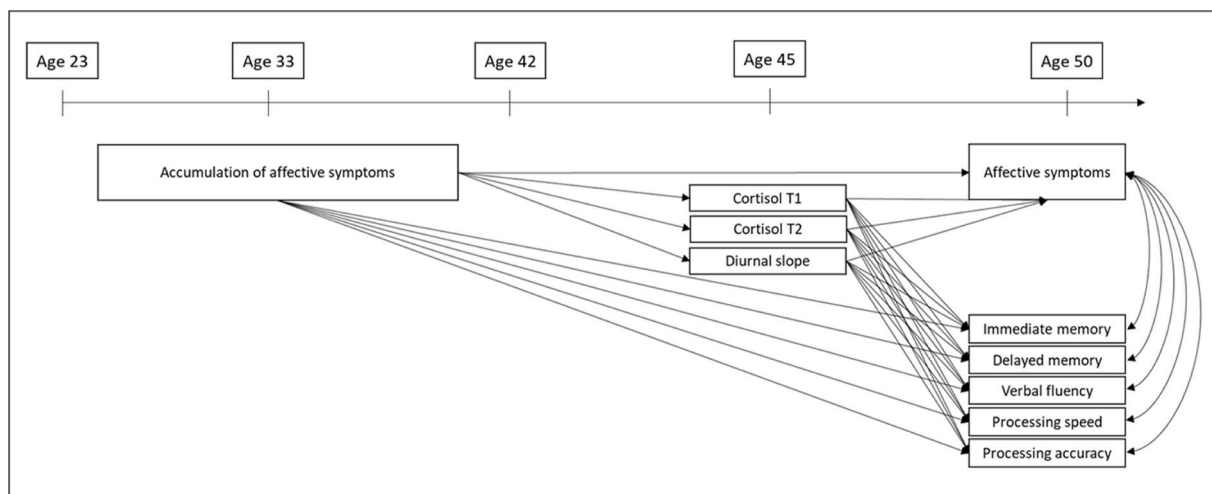 Age 23
Age 33
Age 42
Age 45
Age 50
Accumulation of affective symptoms
Affective symptoms
Cortisol T1
Cortisol T2
Diurnal slope
Immediate memory
Delayed memory
Verbal fluency
Processing speed
Processing accuracy